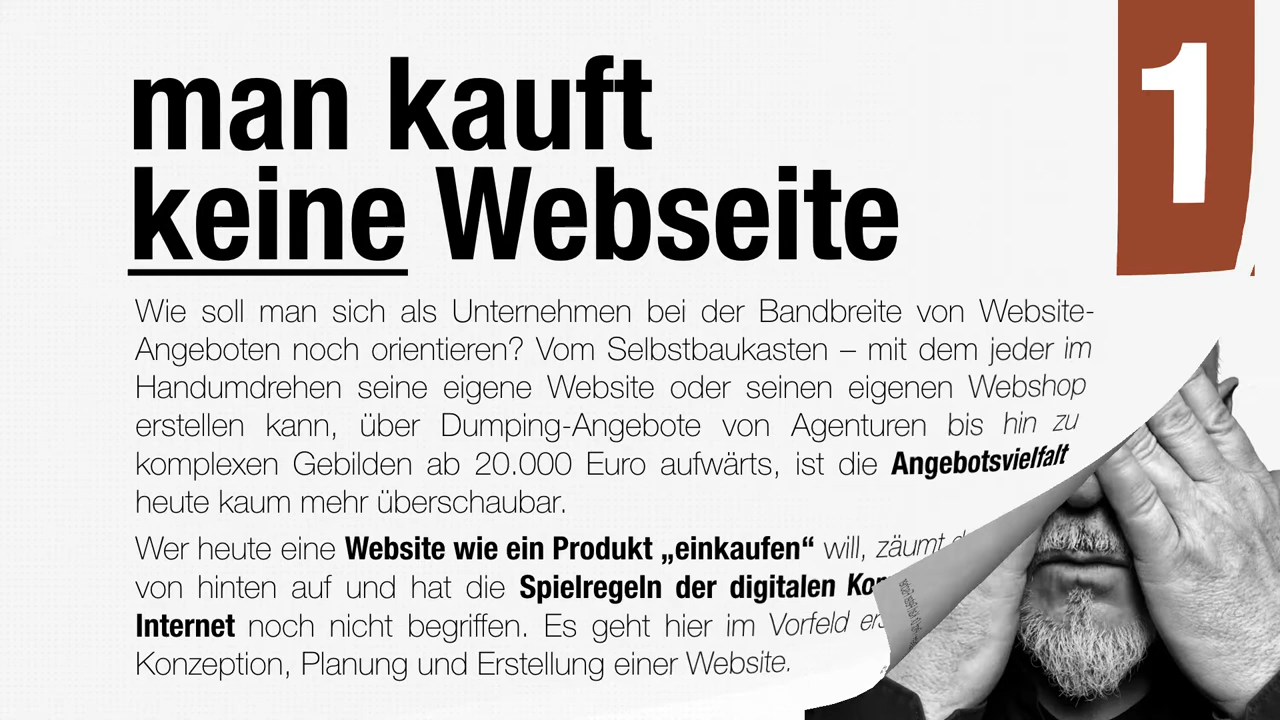 man kauft
keine Webseite
1
Wie soll man sich als Unternehmen bei der Bandbreite von Website-
Angeboten noch orientieren? Vom Selbstbaukasten – mit dem jeder im
Handumdrehen seine eigene Website oder seinen eigenen Webshop
erstellen kann, über Dumping-Angebote von Agenturen bis hin zu
komplexen Gebilden ab 20.000 Euro aufwärts, ist die Angebotsvielfalt
heute kaum mehr überschaubar.
Wer heute eine Website wie ein Produkt „einkaufen“ will, zäumt
von hinten auf und hat die Spielregeln der digitalen
Internet noch nicht begriffen. Es geht hier im Vorfeld
Konzeption, Planung und Erstellung einer Website.